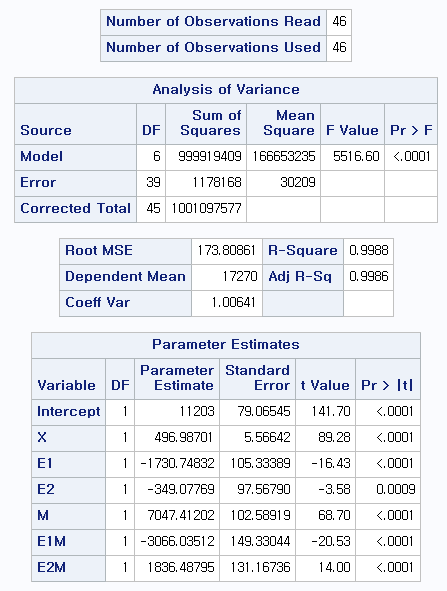 Number of Observations Read 46
Number of Observations Used 46
Analysis of Variance
Source DF Sum of Squares Mean Square F Value Pr > F
Model 6 999919409 166653235 5516.60 <.0001
Error 39 1178168 30209
Corrected Total 45 1001097577
Root MSE 173.80861 R-Square 0.9988
Dependent Mean 17270 Adj R-Sq 0.9986
Coeff Var 1.00641
Parameter Estimates
Variable DF Parameter Estimate Standard Error t Value Pr > |t|
Intercept 1 11203 79.06545 141.70 <.0001
X 1 496.98701 5.56642 89.28 <.0001
E1 1 -1730.74832 105.33389 -16.43 <.0001
E2 1 -349.07769 97.56790 -3.58 0.0009
M 1 7047.41202 102.58919 68.70 <.0001
E1M 1 -3066.03512 149.33044 -20.53 <.0001
E2M 1 1836.48795 131.16736 14.00 <.0001